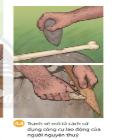 Tranh vẽ mô tả cách sử
dụng công cụ lao động của
người nguyên thuỷ